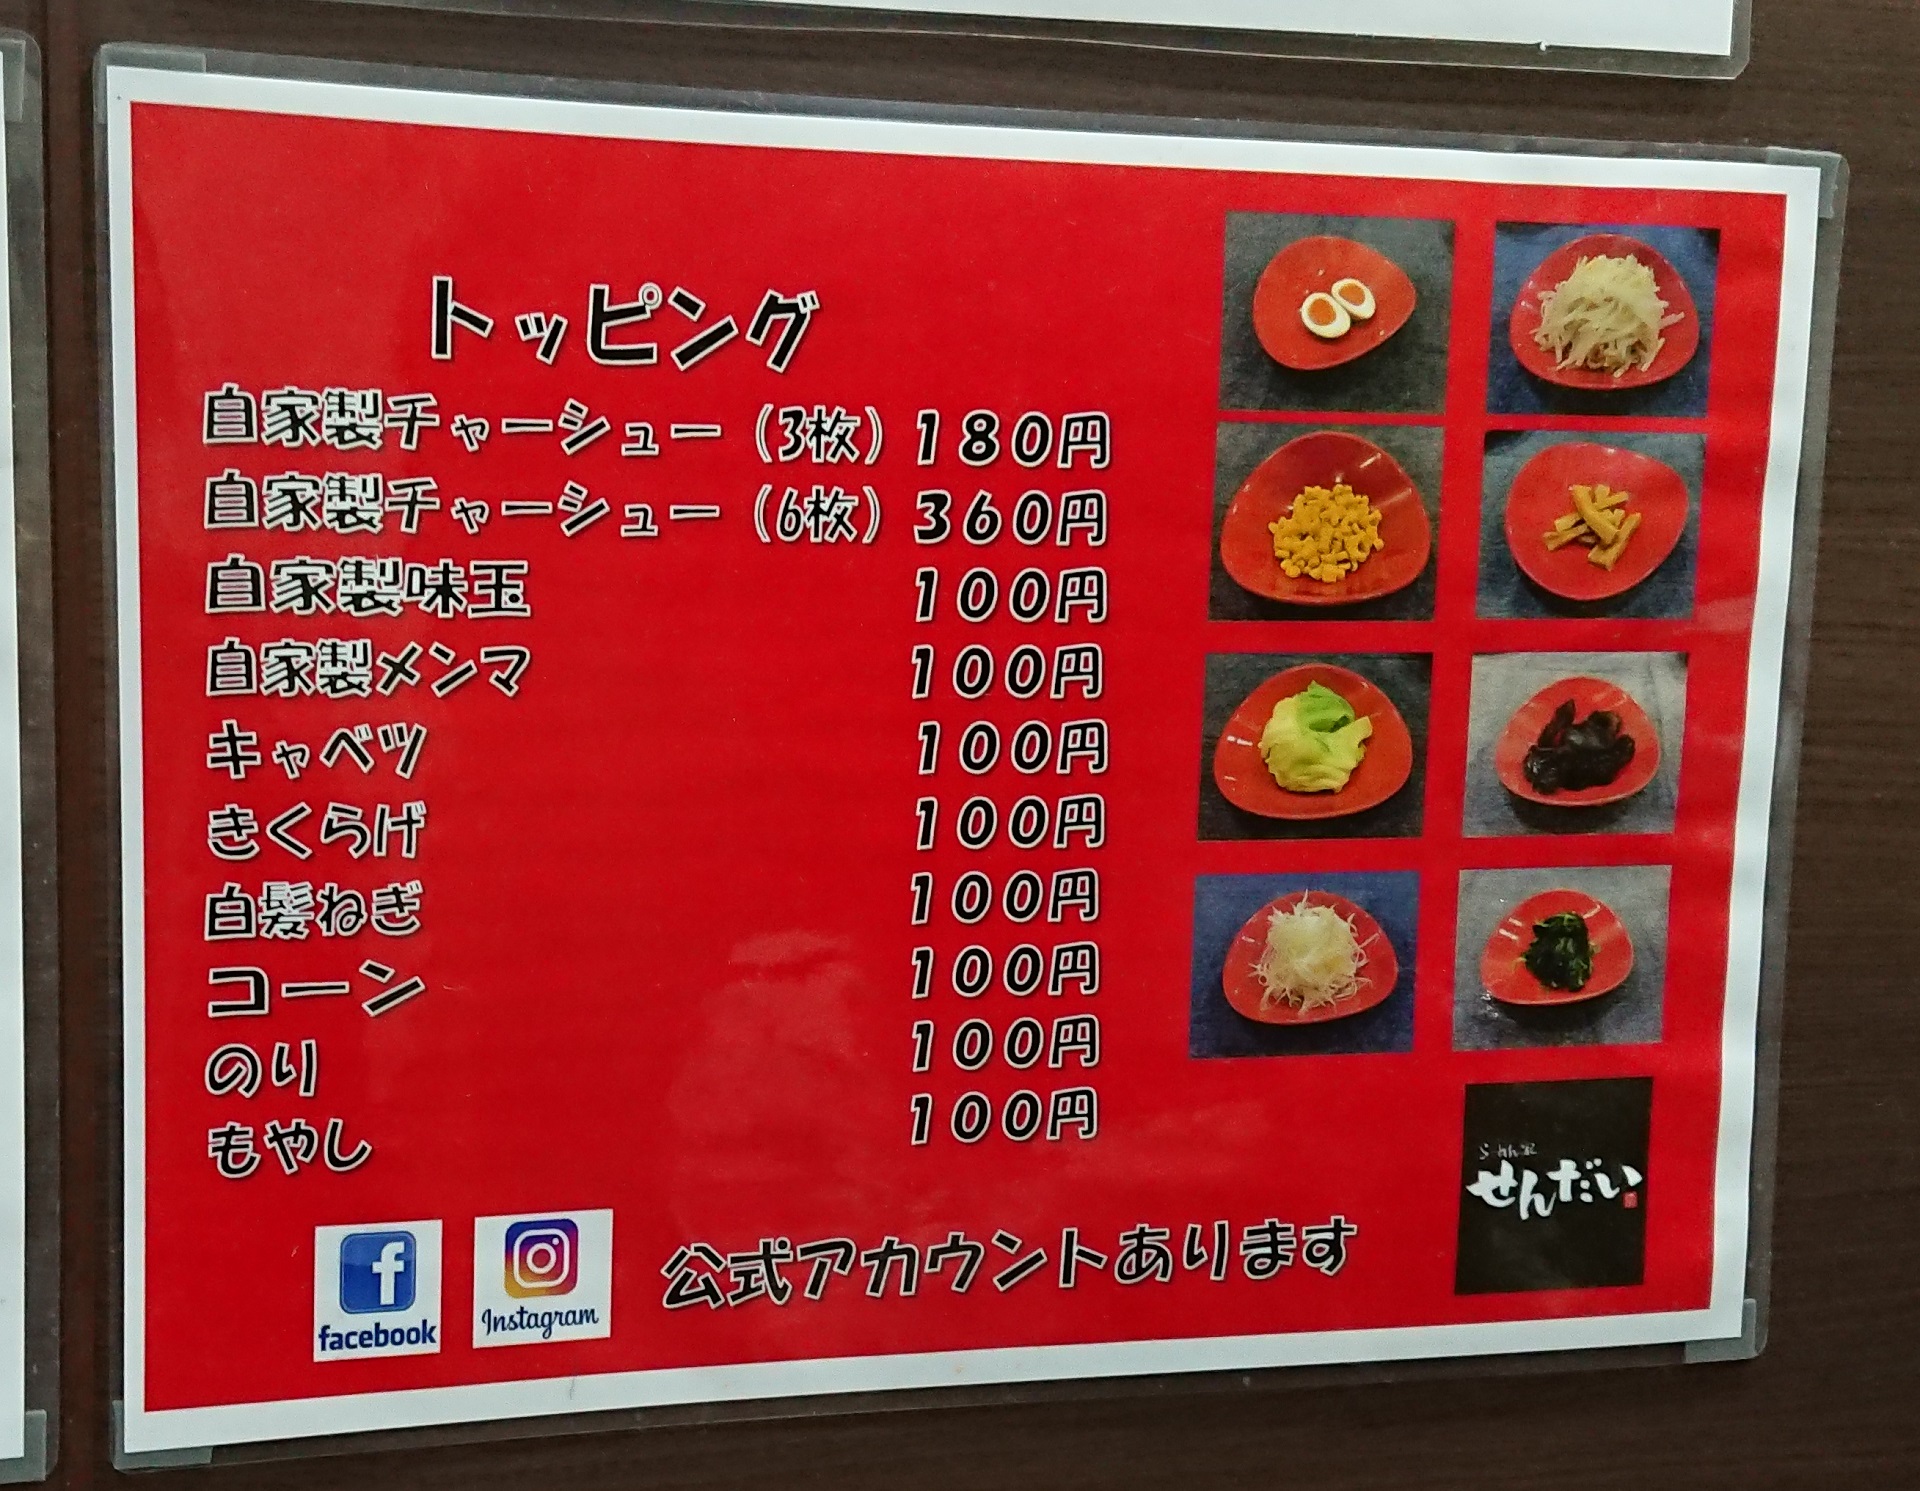 トッピング
自家製チャーシュー（3枚） 180円
自家製チャーシュー（6枚） 360円
自家製味玉 100円
自家製メンマ 100円
キャベツ 100円
きくらげ 100円
白髪ねぎ 100円
コーン 100円
のり 100円
もやし 100円
facebook
Instagram
公式アカウントあります
らーめん家
せんだい